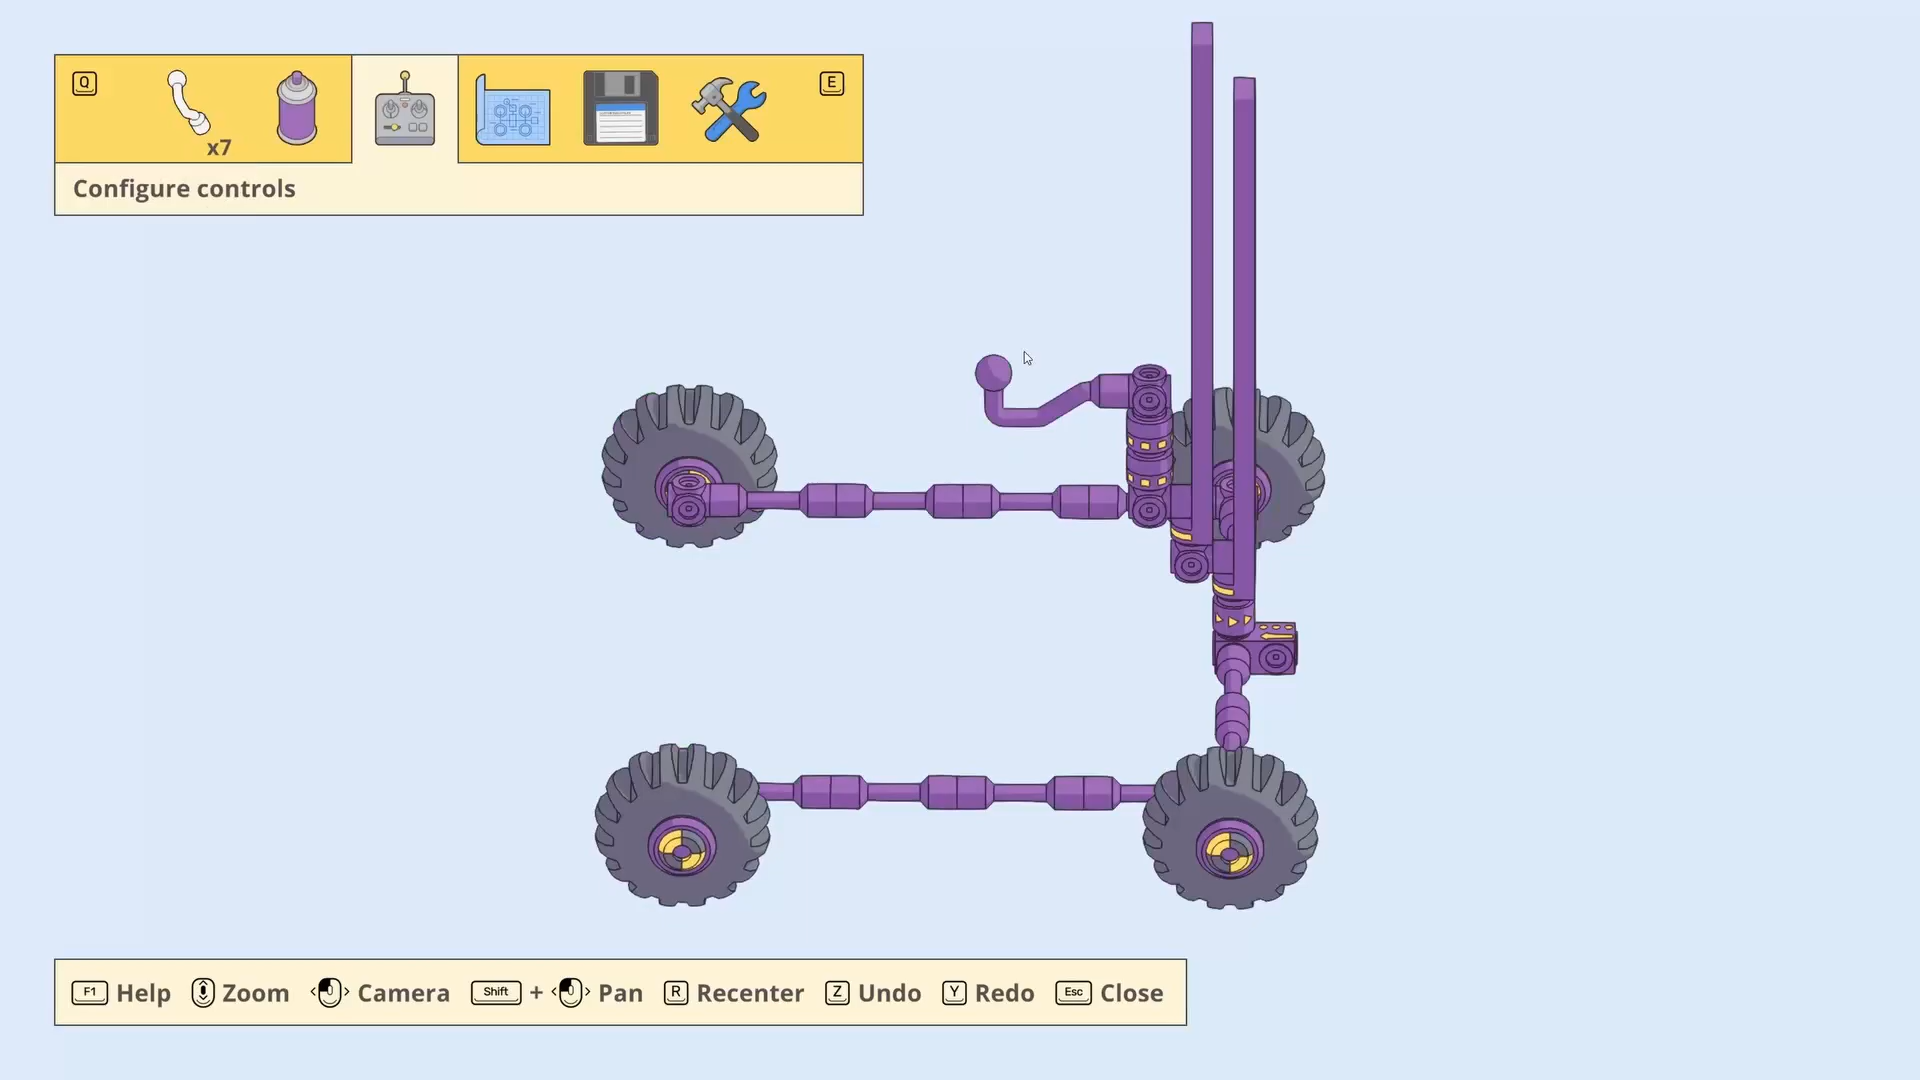 Q
E
x7
Configure controls
F1 Help Zoom Camera Shift + Pan R Recenter Z Undo Y Redo Esc Close